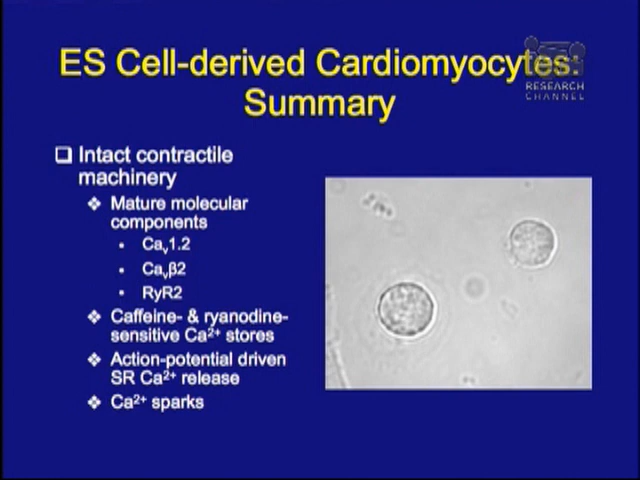 ES Cell-derived Cardiomyocytes:
Summary
RESEARCH
CHANNEL
❑ Intact contractile
machinery
❖ Mature molecular
components
▪ Caᵥ1.2
▪ Caᵥβ2
▪ RyR2
❖ Caffeine- & ryanodine-
sensitive Ca²⁺ stores
❖ Action-potential driven
SR Ca²⁺ release
❖ Ca²⁺ sparks